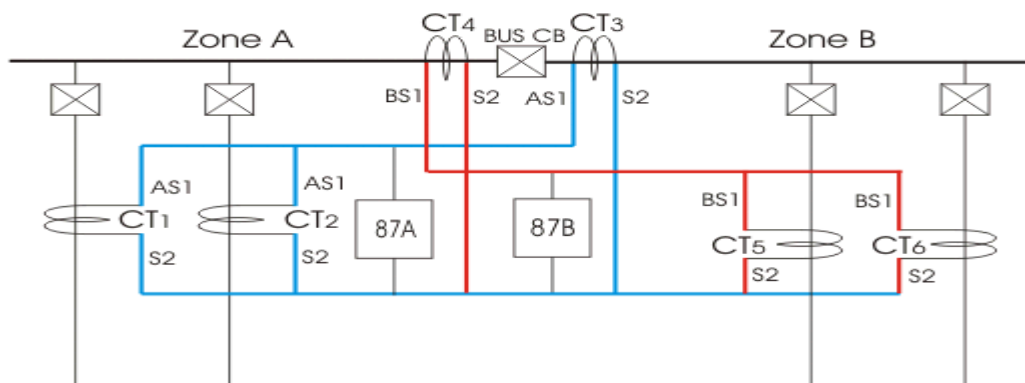 Zone A
CT4
BUS CB
CT3
Zone B
BS1
S2
AS1
S2
AS1
AS1
BS1
BS1
CT1
CT2
87A
87B
CT5
CT6
S2
S2
S2
S2